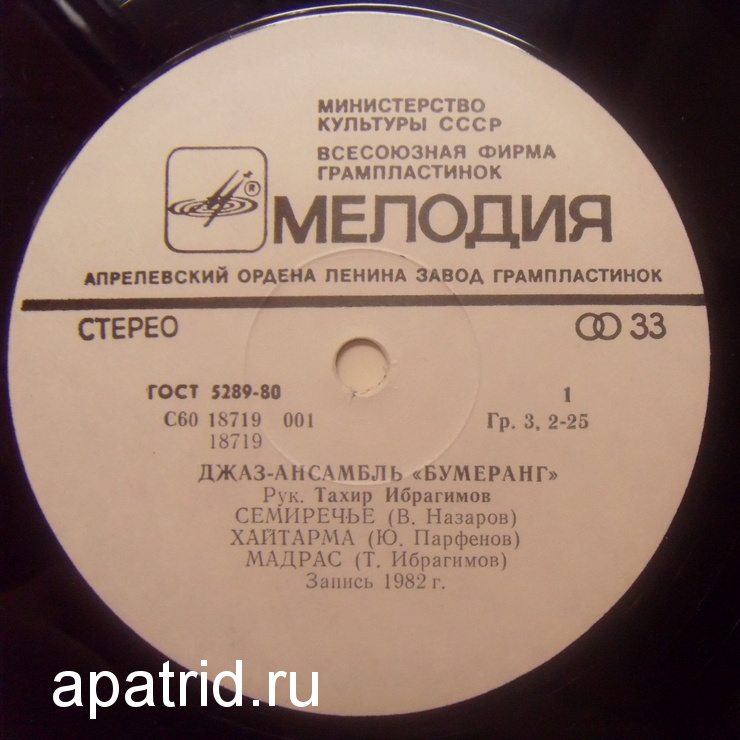 МИНИСТЕРСТВО
КУЛЬТУРЫ СССР
ВСЕСОЮЗНАЯ ФИРМА
ГРАМПЛАСТИНОК
®
МЕЛОДИЯ
АПРЕЛЕВСКИЙ ОРДЕНА ЛЕНИНА ЗАВОД ГРАМПЛАСТИНОК
СТЕРЕО 33
ГОСТ 5289-80 1
С60 18719 001 Гр. 3, 2-25
18719
ДЖАЗ-АНСАМБЛЬ «БУМЕРАНГ»
Рук. Тахир Ибрагимов
СЕМИРЕЧЬЕ (В. Назаров)
ХАЙТАРМА (Ю. Парфенов)
МАДРАС (Т. Ибрагимов)
Запись 1982 г.
apatrid.ru